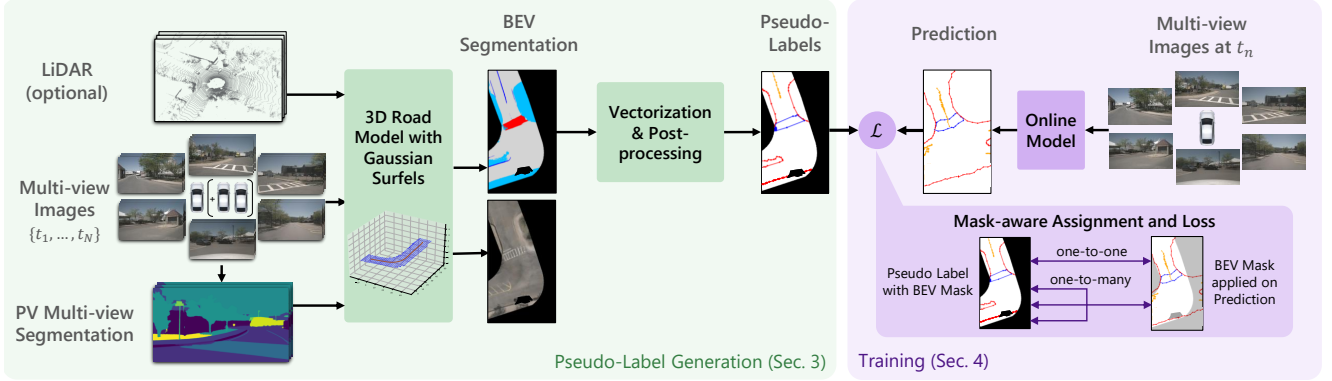 LiDAR
(optional)
Multi-view
Images
{t₁, …, t_N}
PV Multi-view
Segmentation
3D Road
Model with
Gaussian
Surfels
BEV
Segmentation
Vectorization
& Post-
processing
Pseudo-
Labels
Pseudo-Label Generation (Sec. 3)
ℒ
Prediction
Online
Model
Multi-view
Images at t_n
Mask-aware Assignment and Loss
Pseudo Label
with BEV Mask
one-to-one
one-to-many
BEV Mask
applied on
Prediction
Training (Sec. 4)